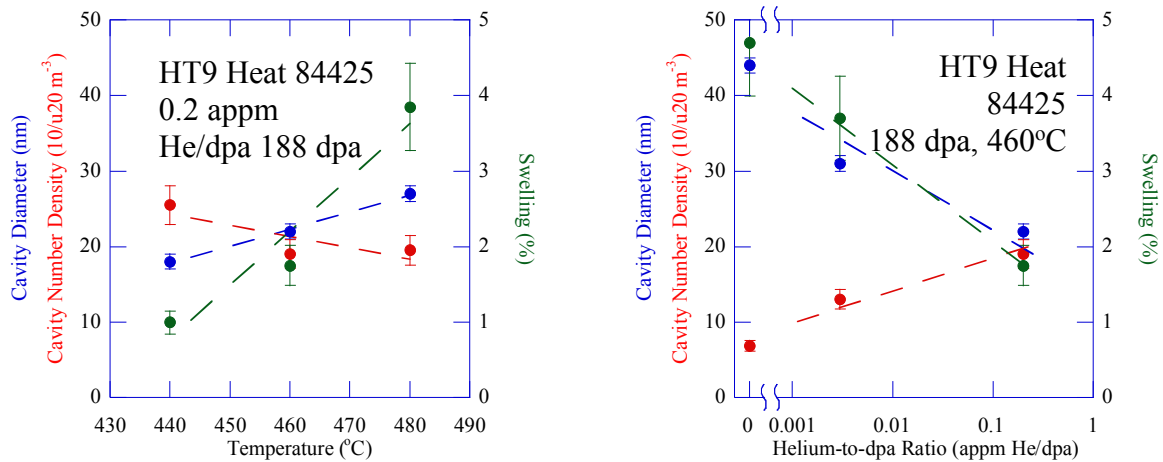 Cavity Diameter (nm)
Cavity Number Density (10/u20 m-3)
50
40
30
20
10
0
HT9 Heat 84425
0.2 appm
He/dpa 188 dpa
5
4
3
2
1
0
Swelling (%)
430 440 450 460 470 480 490
Temperature (oC)
Cavity Diameter (nm)
Cavity Number Density (10/u20 m-3)
50
40
30
20
10
0
HT9 Heat
84425
188 dpa, 460oC
5
4
3
2
1
0
Swelling (%)
0 0.001 0.01 0.1 1
Helium-to-dpa Ratio (appm He/dpa)